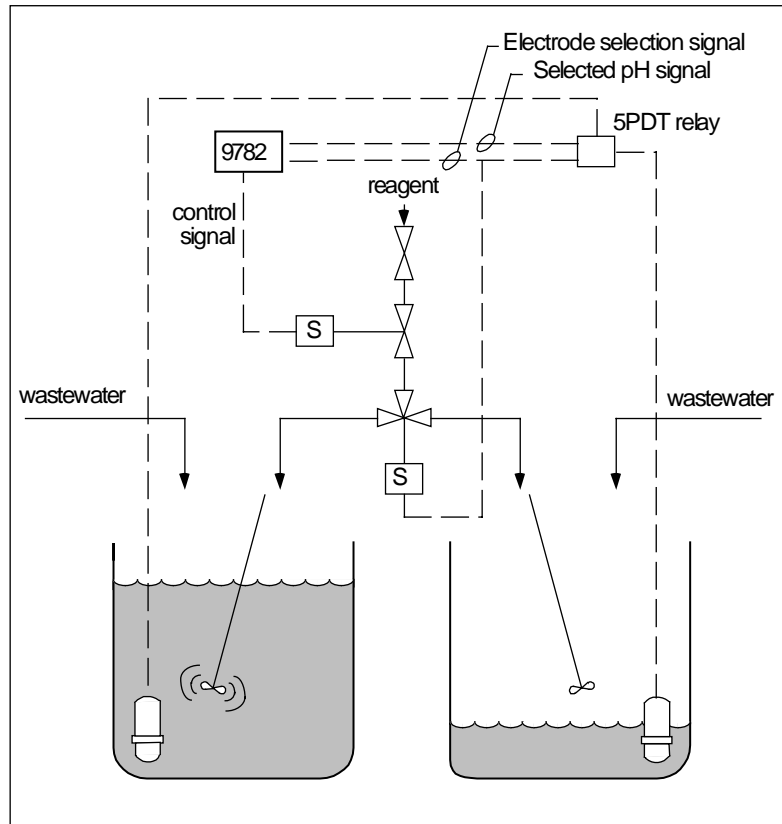 Electrode selection signal
Selected pH signal
5PDT relay
9782
reagent
control
signal
S
wastewater
wastewater
S